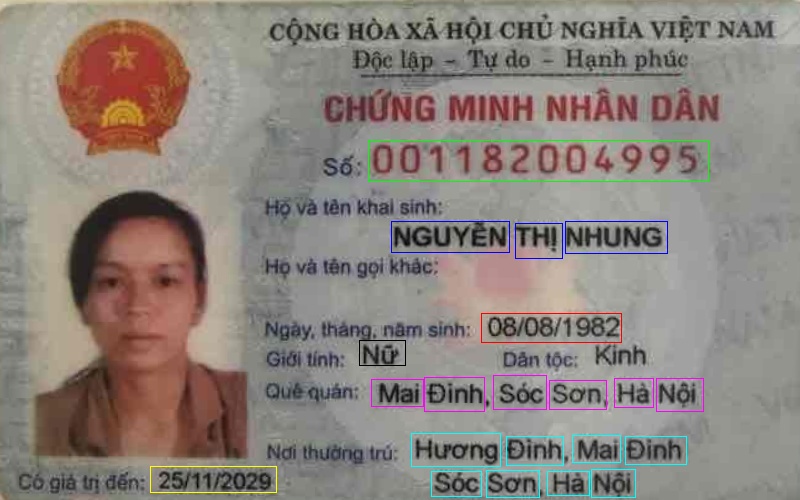 CỘNG HÒA XÃ HỘI CHỦ NGHĨA VIỆT NAM
Độc lập – Tự do – Hạnh phúc
CHỨNG MINH NHÂN DÂN
Số: 001182004995
Họ và tên khai sinh:
NGUYỄN THỊ NHUNG
Họ và tên gọi khác:
Ngày, tháng, năm sinh: 08/08/1982
Giới tính: Nữ Dân tộc: Kinh
Quê quán: Mai Đình, Sóc Sơn, Hà Nội
Nơi thường trú: Hương Đình, Mai Đình
Sóc Sơn, Hà Nội
Có giá trị đến: 25/11/2029